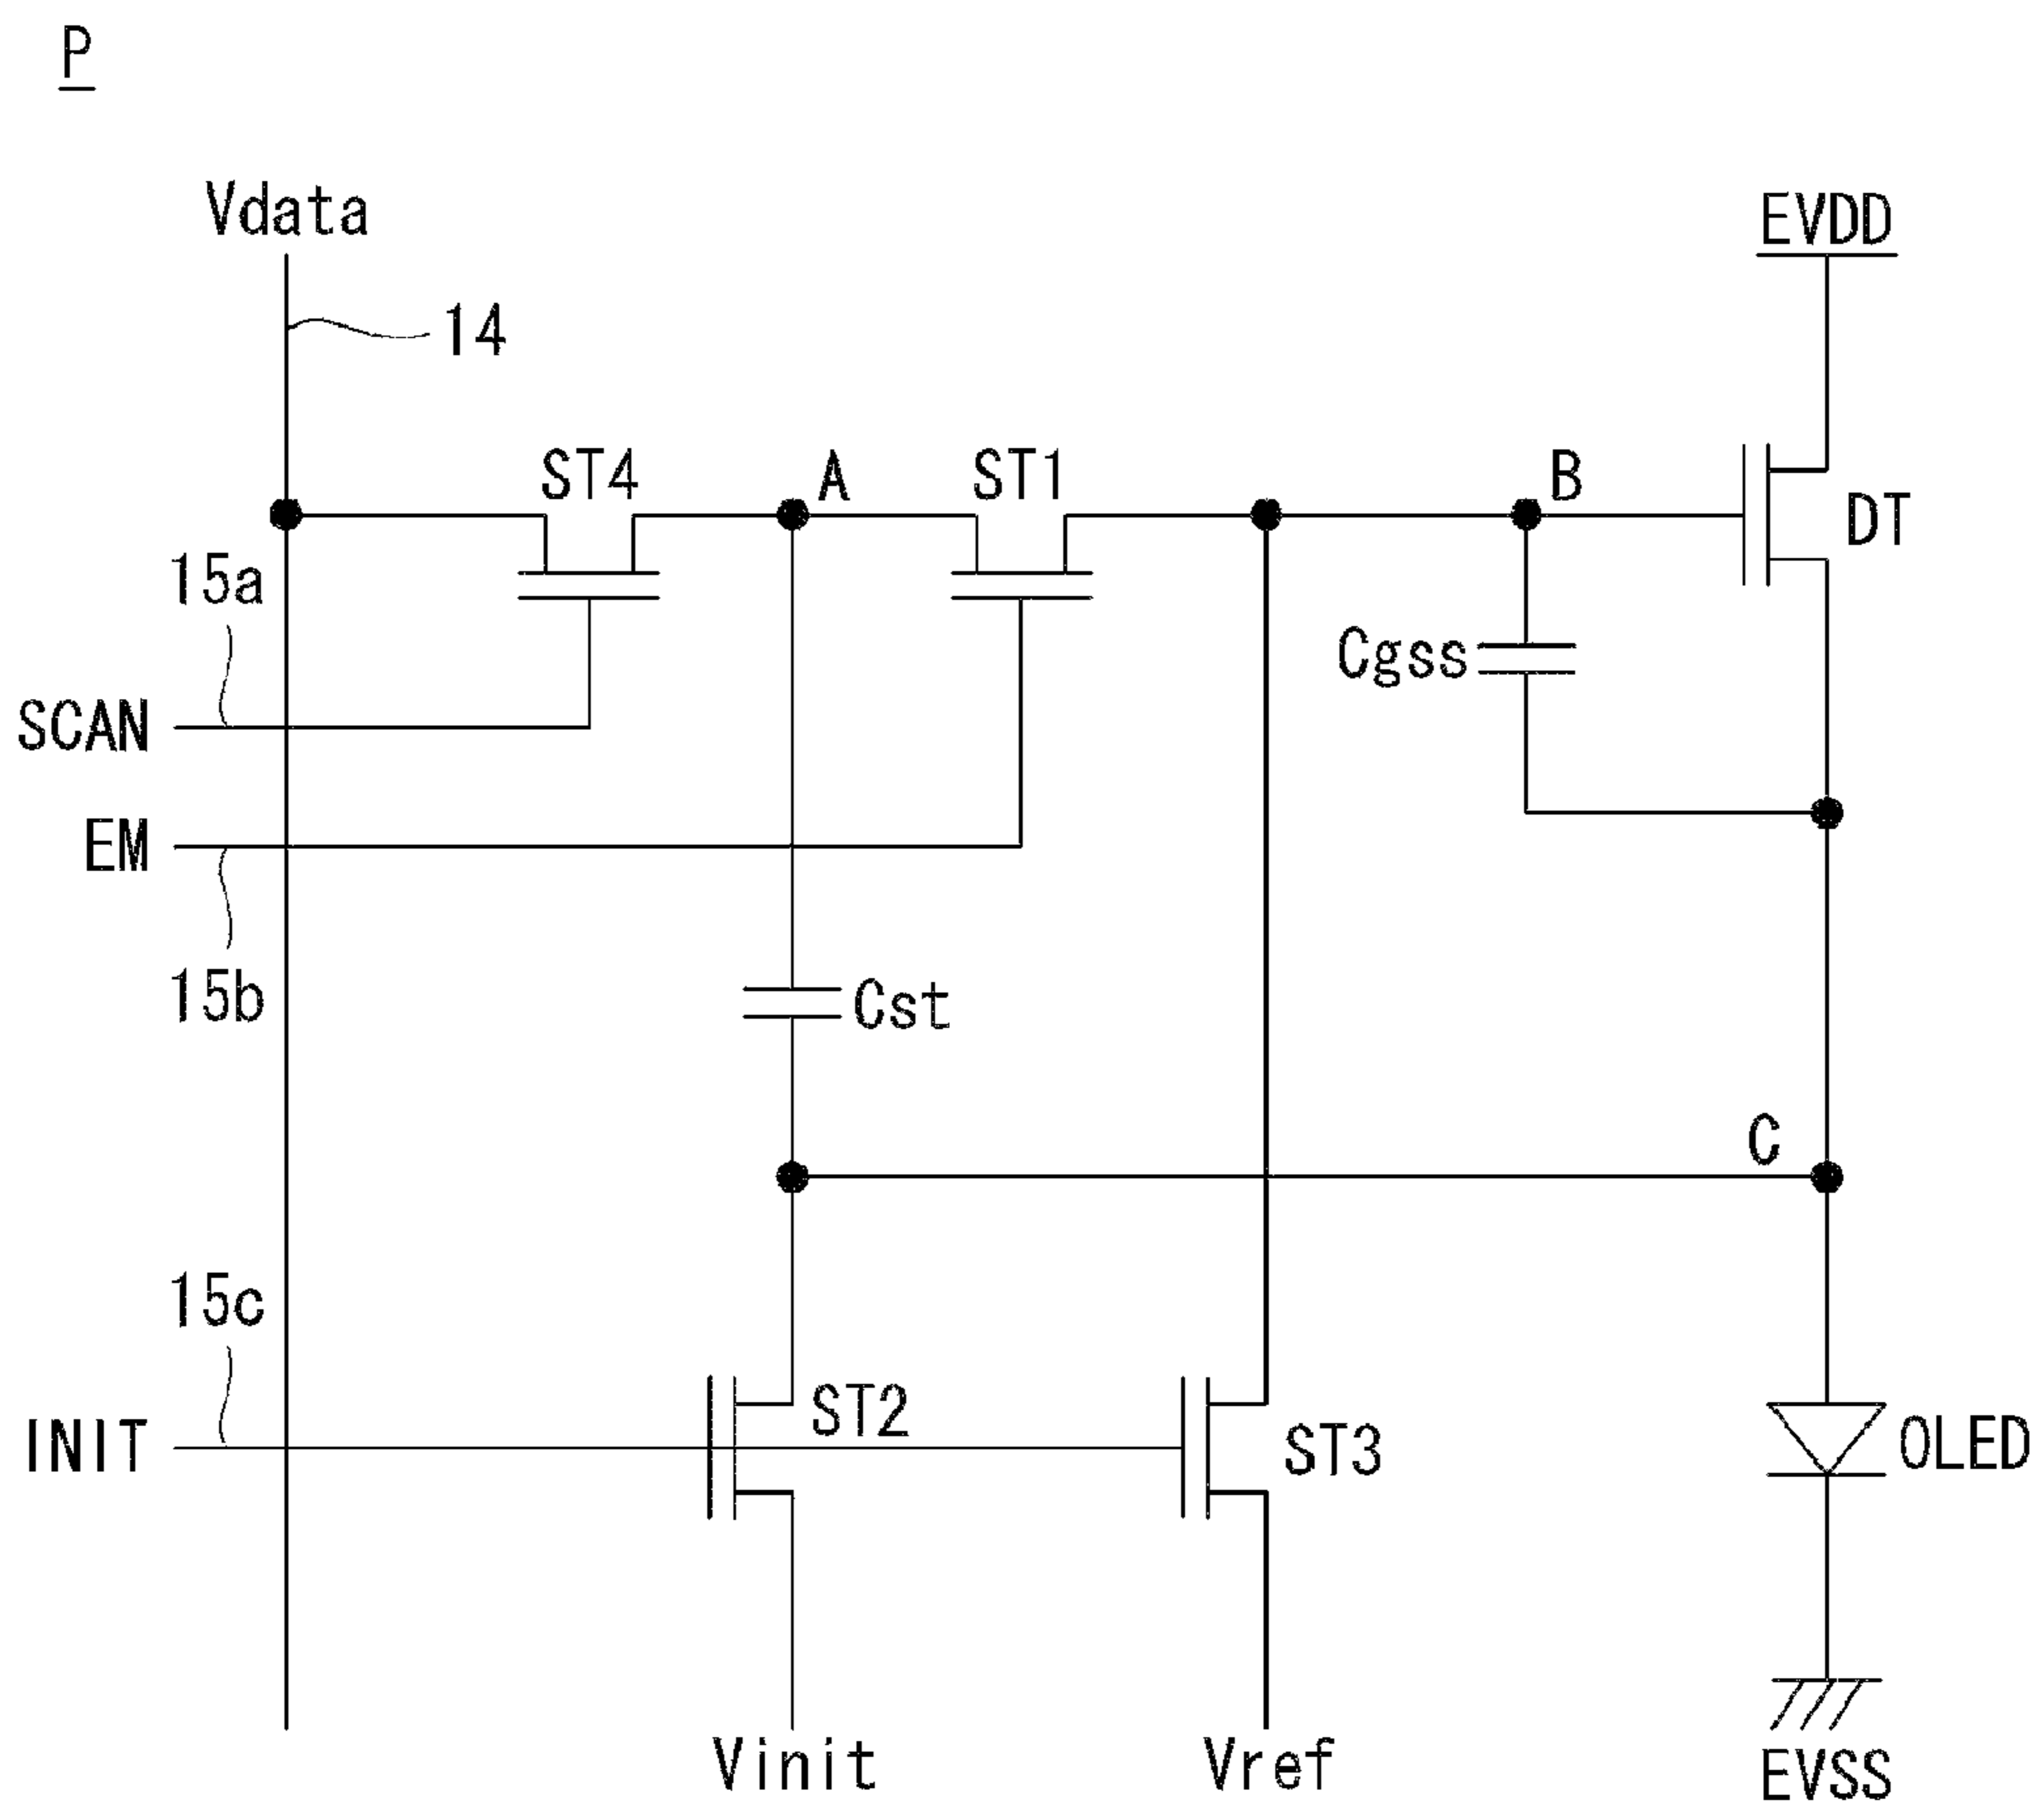 P
Vdata
EVDD
14
ST4
A
ST1
B
DT
15a
Cgss
SCAN
EM
15b
Cst
C
15c
ST2
INIT
ST3
OLED
Vinit
Vref
EVSS